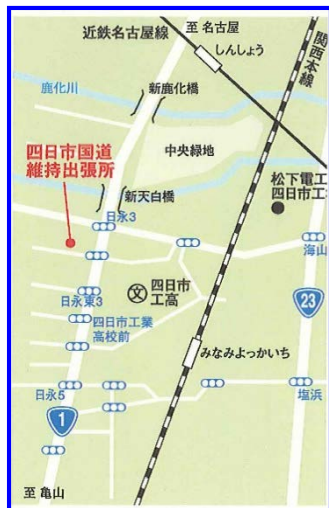 近鉄名古屋線
至 名古屋
しんしょう
関西本線
鹿化川
新鹿化橋
中央緑地
四日市国道
維持出張所
松下電工
四日市工
新天白橋
日永3
海山
四日市
工高
文
23
日永東3
四日市工業
高校前
みなみよっかいち
日永5
塩浜
1
至 亀山